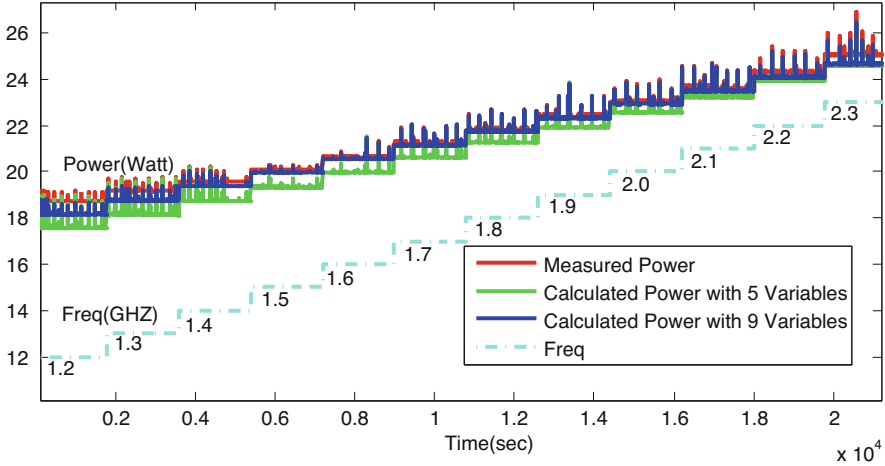 26
24
22
20
18
16
14
12
Power(Watt)
Freq(GHZ)
1.2
1.3
1.4
1.5
1.6
1.7
1.8
1.9
2.0
2.1
2.2
2.3
Measured Power
Calculated Power with 5 Variables
Calculated Power with 9 Variables
Freq
0.2 0.4 0.6 0.8 1 1.2 1.4 1.6 1.8 2
Time(sec)
x 10⁴